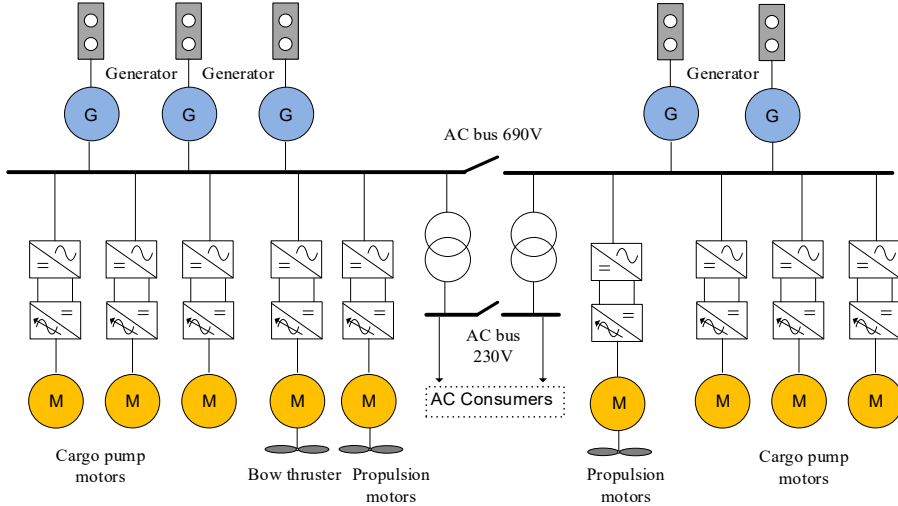 Generator
Generator
Generator
G
G
G
G
G
AC bus 690V
AC bus
230V
M
M
M
M
M
M
M
M
M
AC Consumers
Cargo pump
motors
Bow thruster
Propulsion
motors
Propulsion
motors
Cargo pump
motors